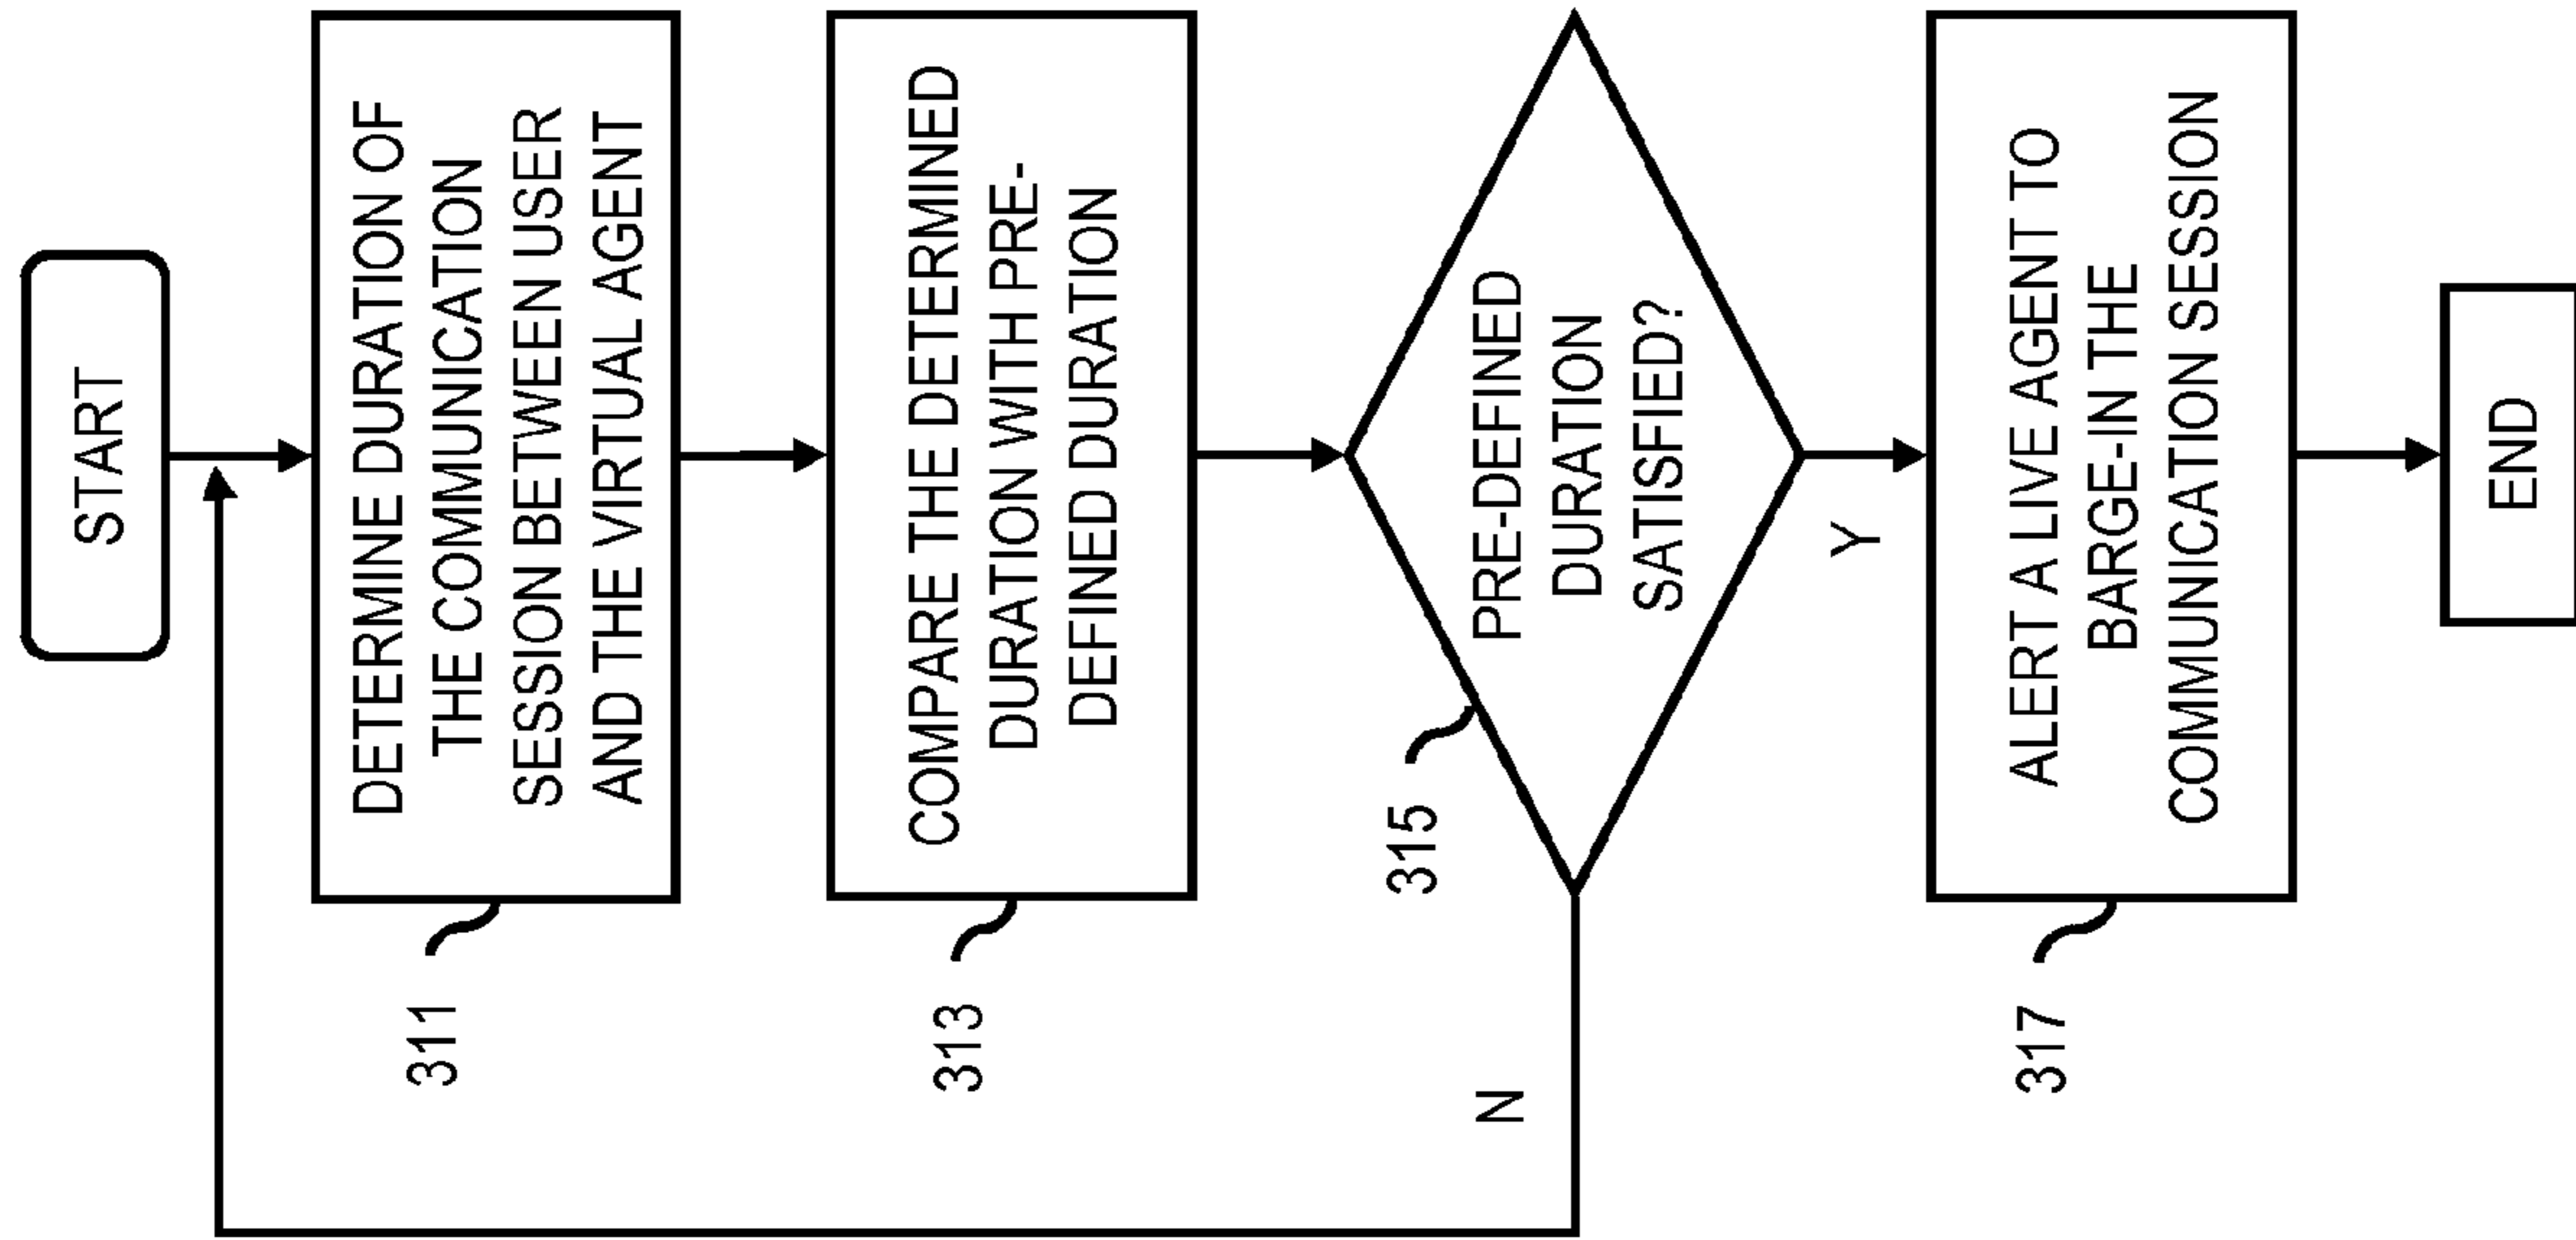 START
DETERMINE DURATION OF
THE COMMUNICATION
SESSION BETWEEN USER
AND THE VIRTUAL AGENT
311
COMPARE THE DETERMINED
DURATION WITH PRE-
DEFINED DURATION
313
PRE-DEFINED
DURATION
SATISFIED?
315
N
Y
ALERT A LIVE AGENT TO
BARGE-IN THE
COMMUNICATION SESSION
317
END